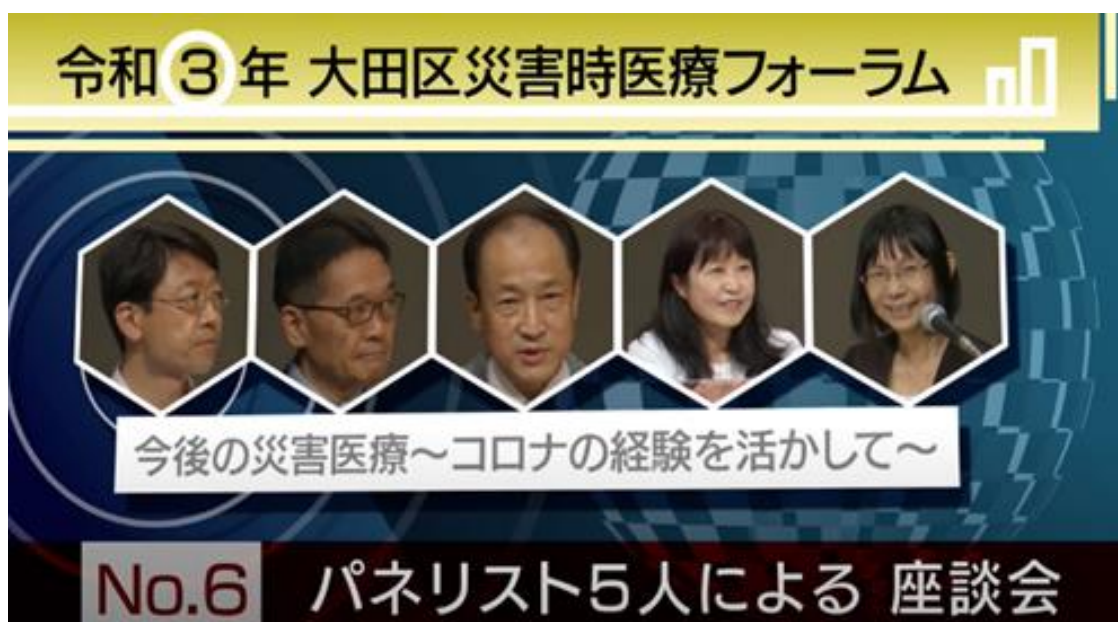 令和3年 大田区災害時医療フォーラム
今後の災害医療～コロナの経験を活かして～
No.6 パネリスト5人による 座談会